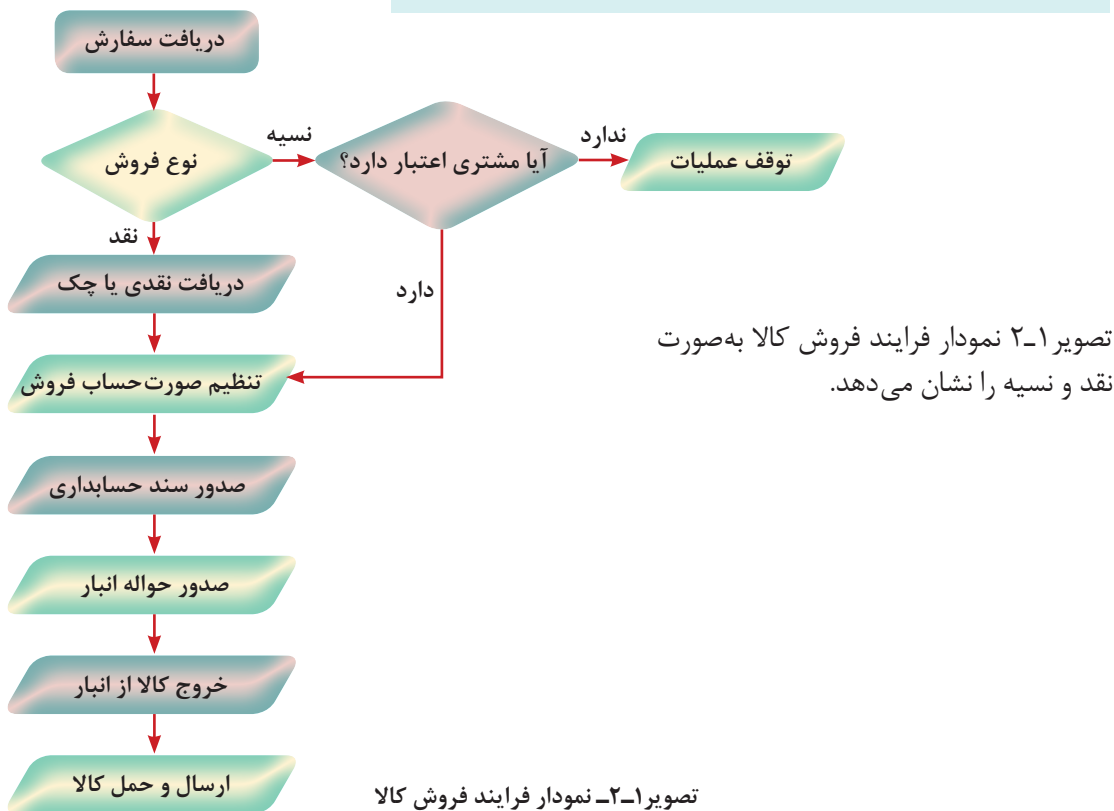 دریافت سفارش
نوع فروش
نسیه
آیا مشتری اعتبار دارد؟
ندارد
توقف عملیات
نقد
دارد
دریافت نقدی یا چک
تنظیم صورت‌حساب فروش
صدور سند حسابداری
صدور حواله انبار
خروج کالا از انبار
ارسال و حمل کالا
تصویر۱ـ۲ نمودار فرایند فروش کالا به‌صورت
نقد و نسیه را نشان می‌دهد.
تصویر۱ـ۲ـ نمودار فرایند فروش کالا